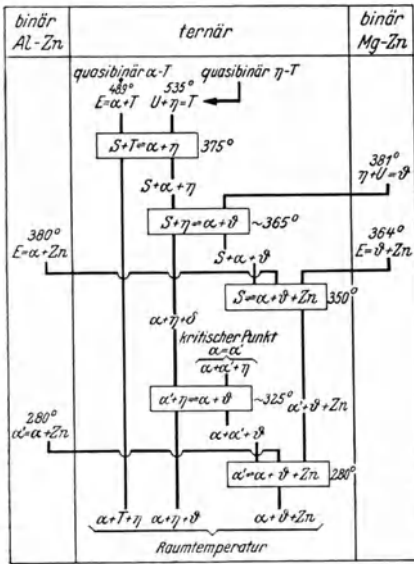 binär
Al-Zn
ternär
binär
Mg-Zn
quasibinär α-T
quasibinär η-T
489°
E=α+T
535°
U+η=T
S+T⇌α+η
375°
S+α+η
381°
η+U=ϑ
S+η⇌α+ϑ
~365°
380°
E=α+Zn
364°
E=ϑ+Zn
S+α+ϑ
S⇌α+ϑ+Zn
350°
α+η+δ
kritischer Punkt
α=α'
α+α'+η
α'+η⇌α+ϑ
~325°
α'+ϑ+Zn
280°
α'=α+Zn
α+α'+ϑ
α'⇌α+ϑ+Zn
280°
α+T+η
α+η+ϑ
α+ϑ+Zn
Raumtemperatur